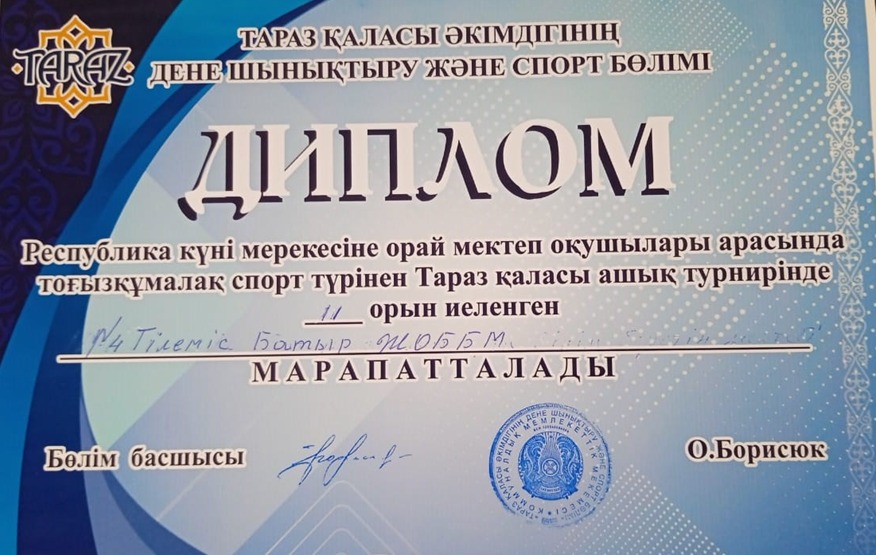 TARAZ
ТАРАЗ ҚАЛАСЫ ӘКІМДІГІНІҢ
ДЕНЕ ШЫНЫҚТЫРУ ЖӘНЕ СПОРТ БӨЛІМІ
ДИПЛОМ
Республика күні мерекесіне орай мектеп оқушылары арасында
тоғызқұмалақ спорт түрінен Тараз қаласы ашық турнирінде
11 орын иеленген
№4 Тілеміс Батыр ЖОББМ
МАРАПАТТАЛАДЫ
Бөлім басшысы
О.Борисюк